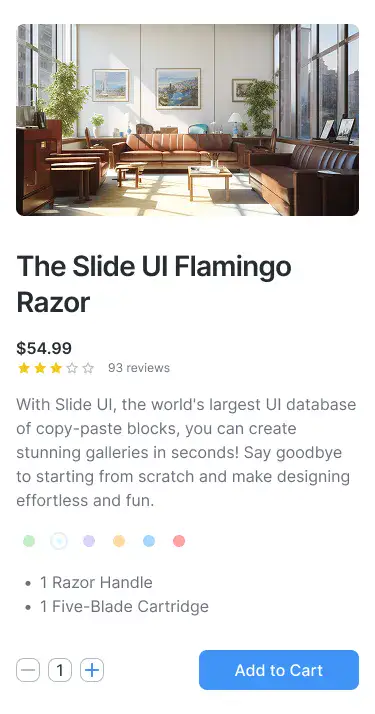 The Slide UI Flamingo
Razor
$54.99
93 reviews
With Slide UI, the world's largest UI database
of copy-paste blocks, you can create
stunning galleries in seconds! Say goodbye
to starting from scratch and make designing
effortless and fun.
• 1 Razor Handle
• 1 Five-Blade Cartridge
1
Add to Cart